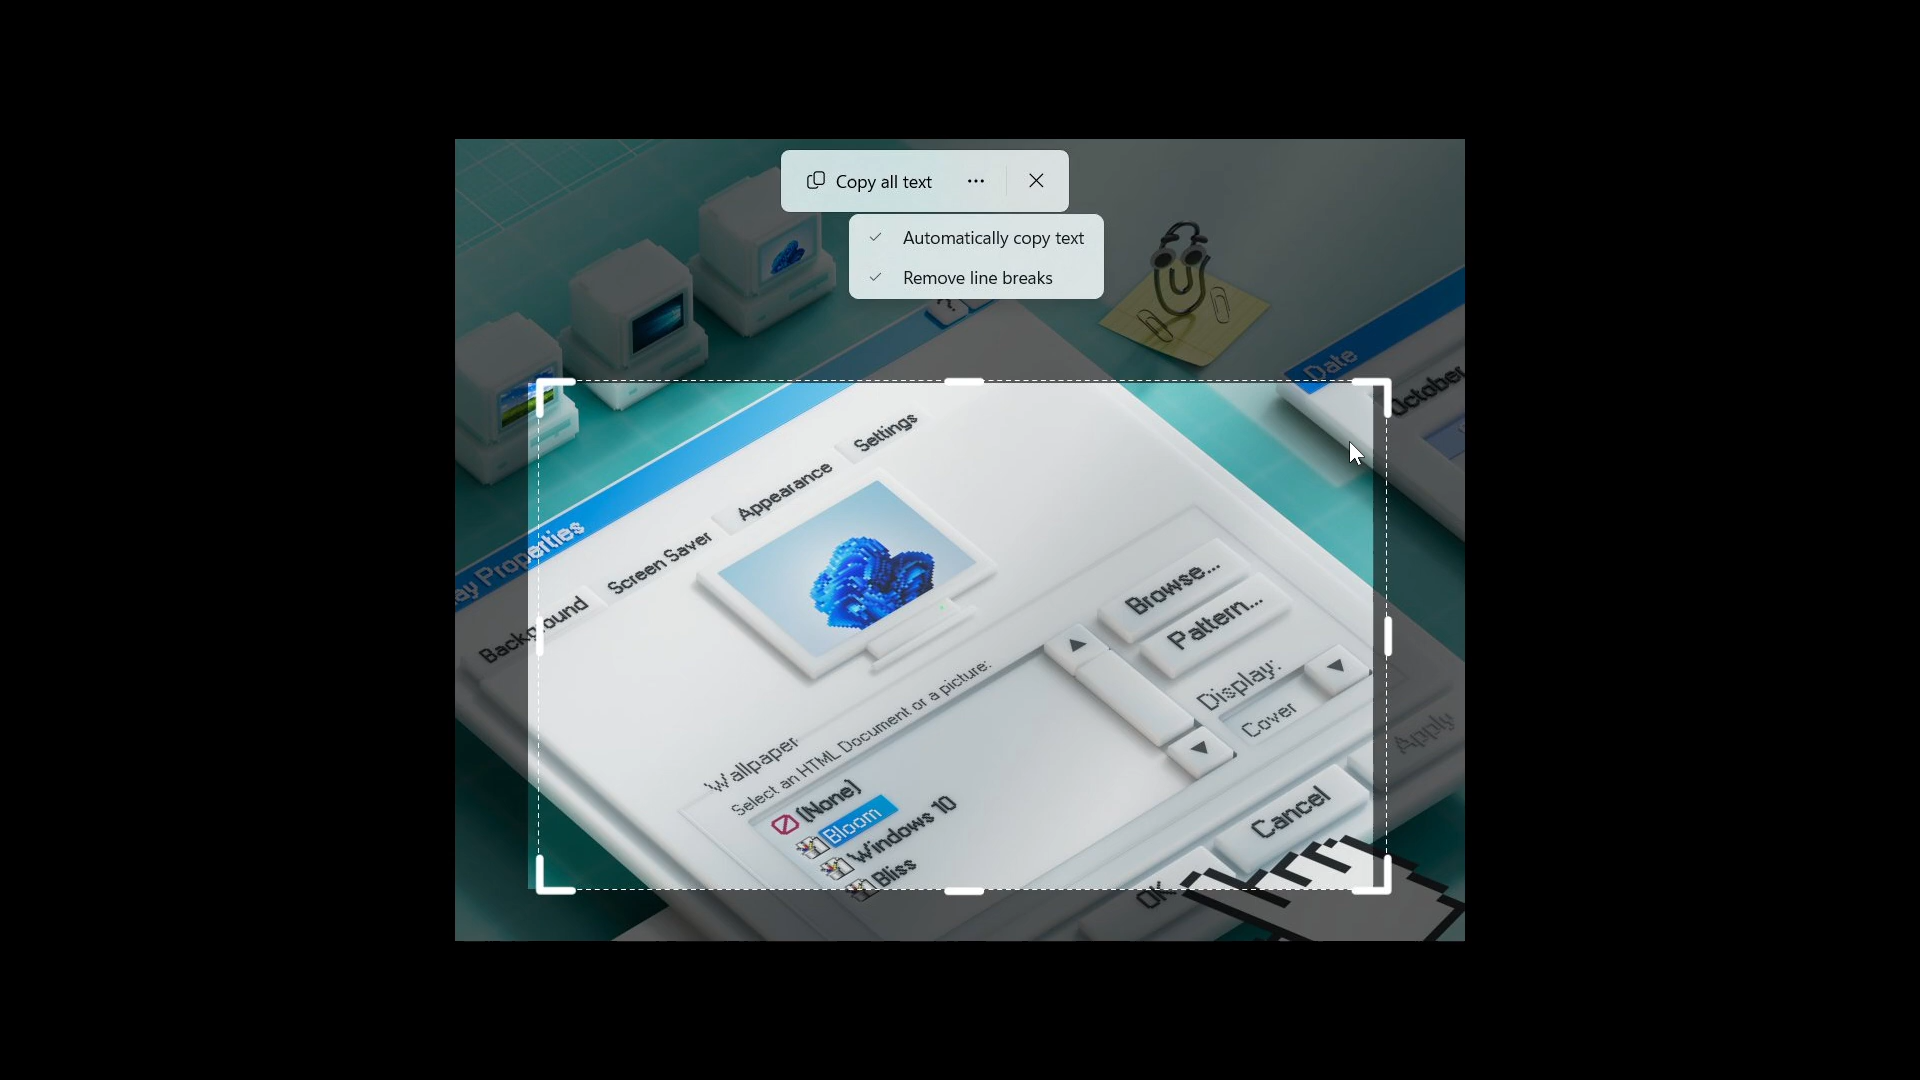 Copy all text
Automatically copy text
Remove line breaks
?
Date
October
ay Properties
Background
Screen Saver
Appearance
Settings
Browse...
Pattern...
Display:
Cover
Wallpaper
Select an HTML Document or a picture:
(None)
Bloom
Windows 10
Bliss
OK
Cancel
Apply